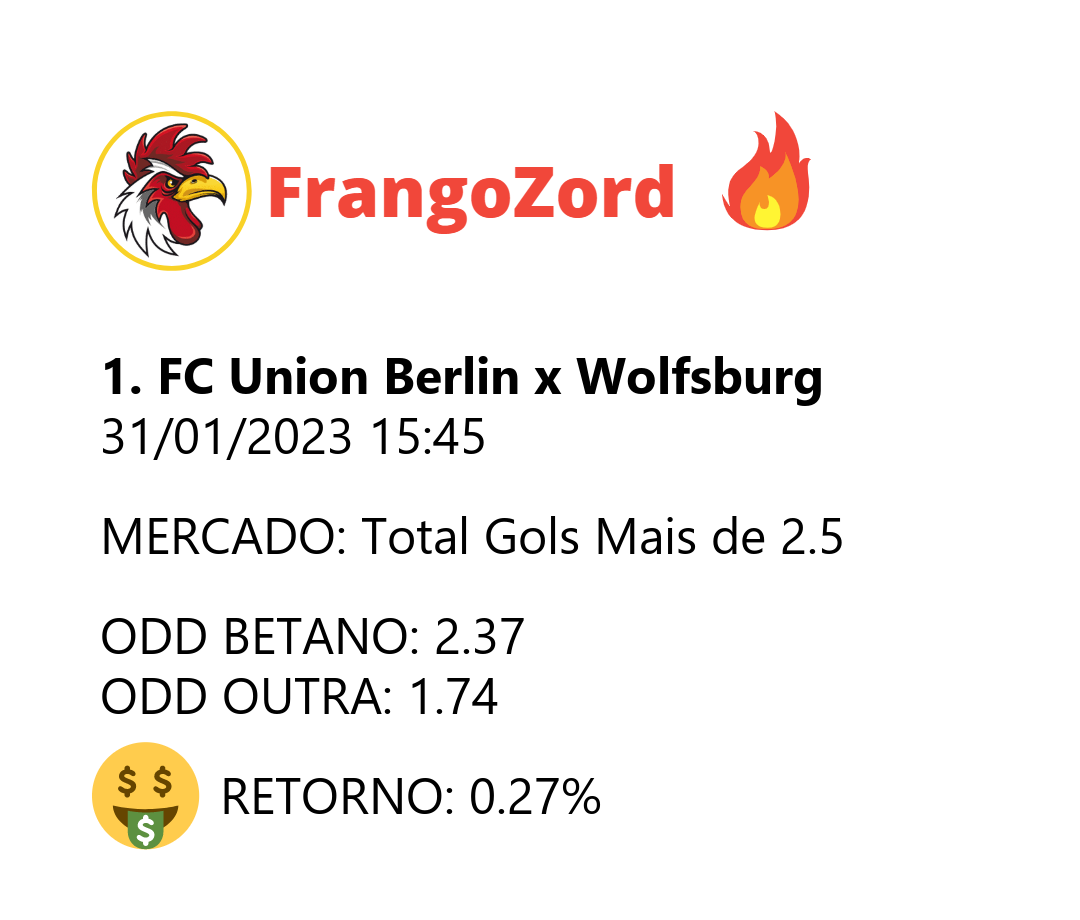 FrangoZord
1. FC Union Berlin x Wolfsburg
31/01/2023 15:45
MERCADO: Total Gols Mais de 2.5
ODD BETANO: 2.37
ODD OUTRA: 1.74
RETORNO: 0.27%